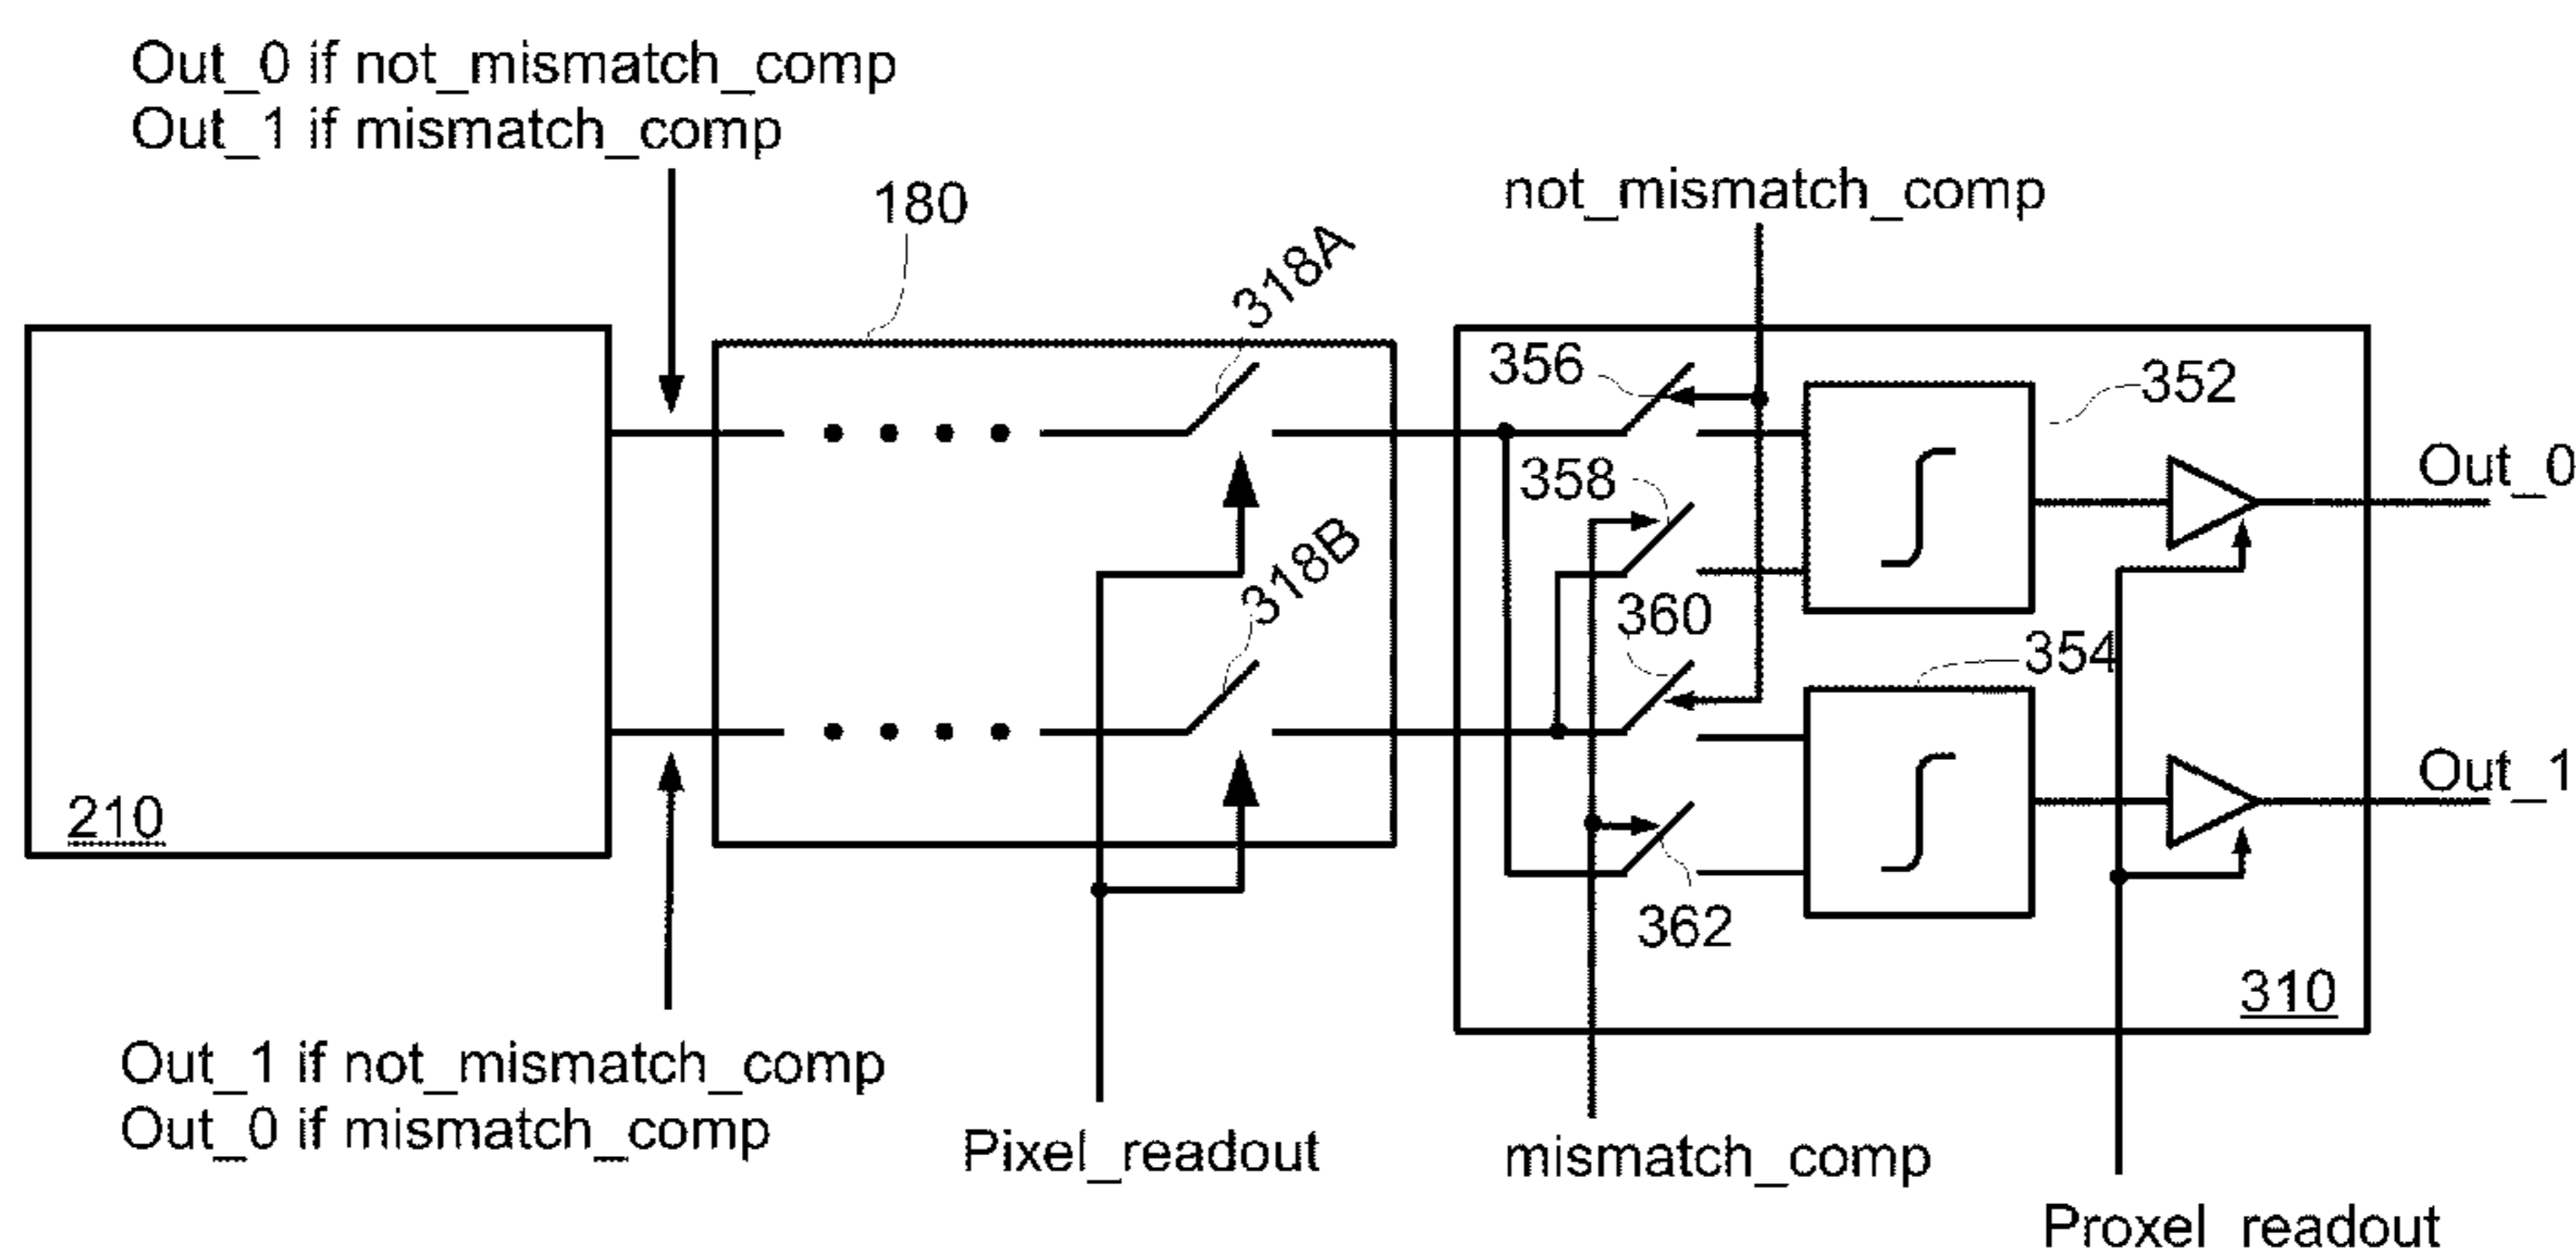 Out_0 if not_mismatch_comp
Out_1 if mismatch_comp
180
not_mismatch_comp
318A
356
352
358
Out_0
318B
360
354
Out_1
210
362
310
Out_1 if not_mismatch_comp
Out_0 if mismatch_comp
Pixel_readout
mismatch_comp
Proxel_readout